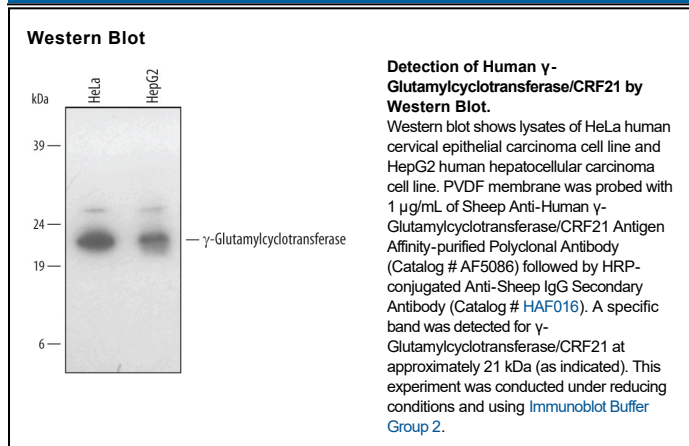 Western Blot
kDa
HeLa
HepG2
39
24
19
6
γ-Glutamylcyclotransferase
Detection of Human γ-
Glutamylcyclotransferase/CRF21 by
Western Blot.
Western blot shows lysates of HeLa human
cervical epithelial carcinoma cell line and
HepG2 human hepatocellular carcinoma
cell line. PVDF membrane was probed with
1 µg/mL of Sheep Anti-Human γ-
Glutamylcyclotransferase/CRF21 Antigen
Affinity-purified Polyclonal Antibody
(Catalog # AF5086) followed by HRP-
conjugated Anti-Sheep IgG Secondary
Antibody (Catalog # HAF016). A specific
band was detected for γ-
Glutamylcyclotransferase/CRF21 at
approximately 21 kDa (as indicated). This
experiment was conducted under reducing
conditions and using Immunoblot Buffer
Group 2.